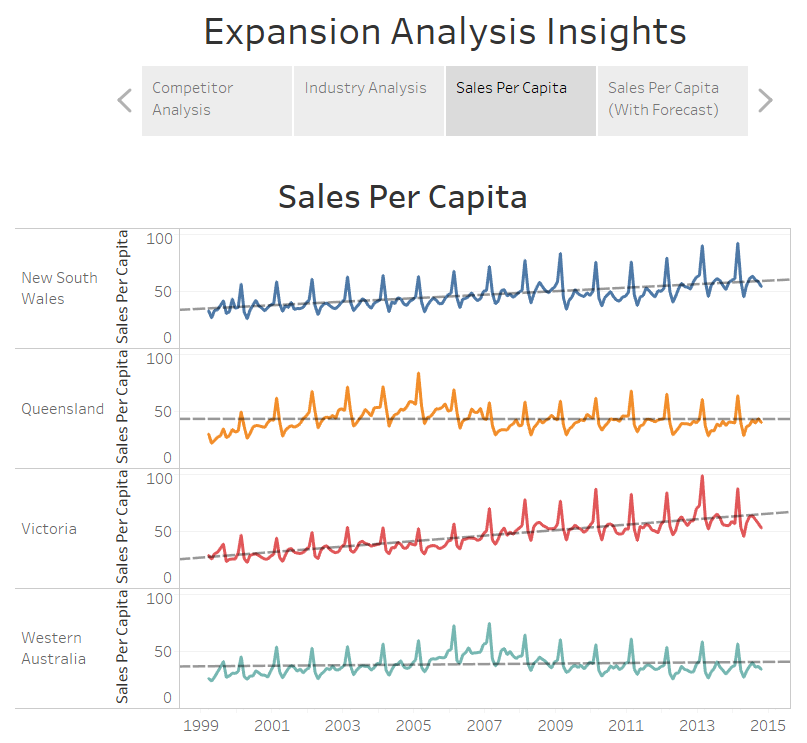 Expansion Analysis Insights
Competitor
Analysis
Industry Analysis
Sales Per Capita
Sales Per Capita
(With Forecast)
Sales Per Capita
New South
Wales
Sales Per Capita
100
50
0
Queensland
Sales Per Capita
100
50
0
Victoria
Sales Per Capita
100
50
0
Western
Australia
Sales Per Capita
100
50
0
1999 2001 2003 2005 2007 2009 2011 2013 2015